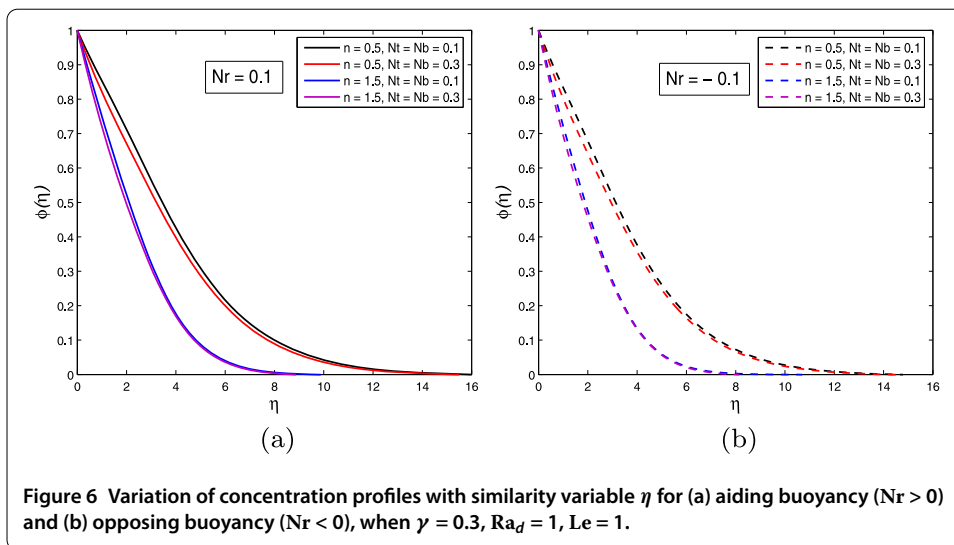 1
0.9
0.8
0.7
0.6
0.5
0.4
0.3
0.2
0.1
0
ϕ(η)
0 2 4 6 8 10 12 14 16
η
Nr = 0.1
n = 0.5, Nt = Nb = 0.1
n = 0.5, Nt = Nb = 0.3
n = 1.5, Nt = Nb = 0.1
n = 1.5, Nt = Nb = 0.3
(a)
1
0.9
0.8
0.7
0.6
0.5
0.4
0.3
0.2
0.1
0
ϕ(η)
0 2 4 6 8 10 12 14 16
η
Nr = – 0.1
n = 0.5, Nt = Nb = 0.1
n = 0.5, Nt = Nb = 0.3
n = 1.5, Nt = Nb = 0.1
n = 1.5, Nt = Nb = 0.3
(b)
Figure 6 Variation of concentration profiles with similarity variable η for (a) aiding buoyancy (Nr > 0)
and (b) opposing buoyancy (Nr < 0), when γ = 0.3, Ra_d = 1, Le = 1.